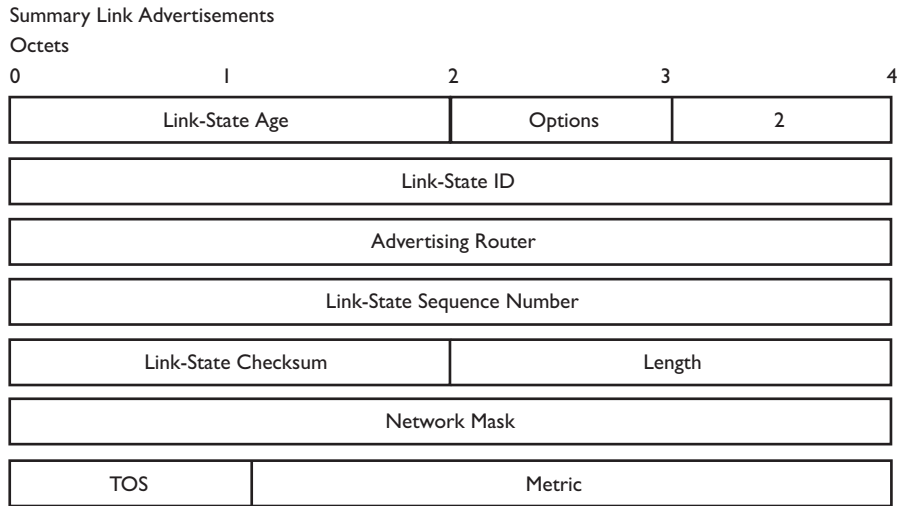 Summary Link Advertisements
Octets
0 1 2 3 4
Link-State Age Options 2
Link-State ID
Advertising Router
Link-State Sequence Number
Link-State Checksum Length
Network Mask
TOS Metric